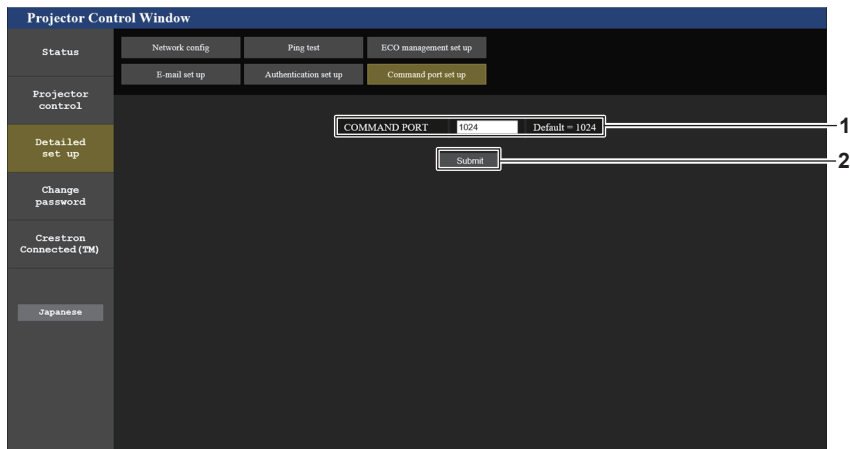 Projector Control Window
Status
Network config
Ping test
ECO management set up
E-mail set up
Authentication set up
Command port set up
Projector
control
Detailed
set up
Change
password
Crestron
Connected(TM)
Japanese
COMMAND PORT 1024 Default = 1024
1
Submit
2